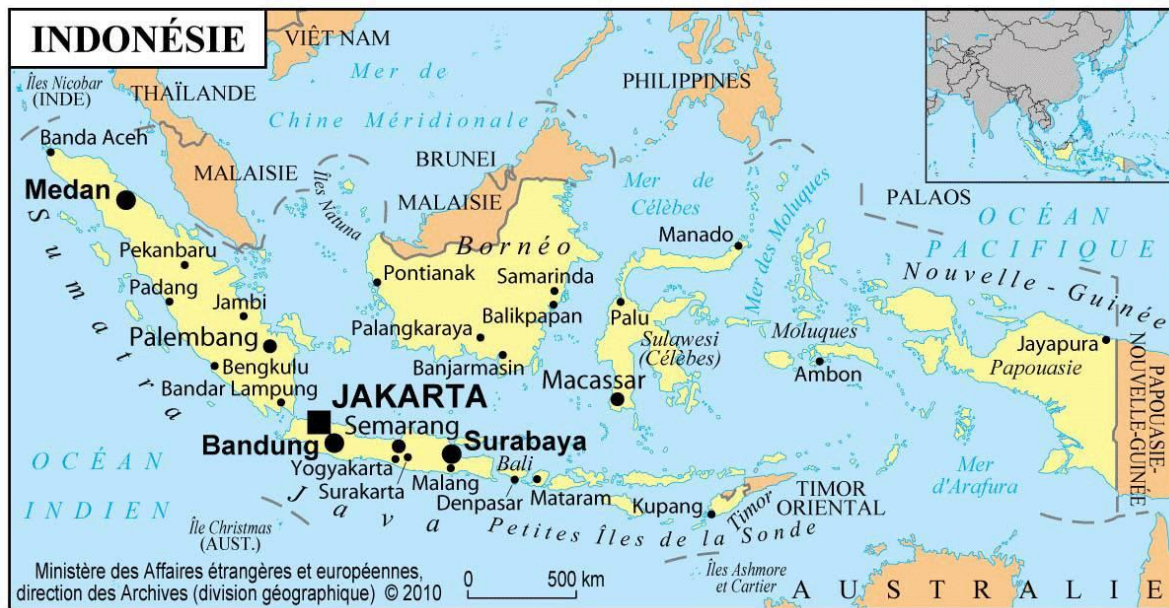 INDONÉSIE
VIÊT NAM
Îles Nicobar
(INDE)
THAÏLANDE
Mer de
Chine Méridionale
PHILIPPINES
Banda Aceh
MALAISIE
BRUNEI
MALAISIE
Îles Natuna
Medan
Sumatra
Mer de
Célèbes
Mer des Moluques
PALAOS
OCÉAN
PACIFIQUE
Manado
Bornéo
Nouvelle-Guinée
Pekanbaru
Pontianak
Samarinda
Padang
Jambi
Balikpapan
Palu
Palangkaraya
Sulawesi
(Célèbes)
Moluques
Jayapura
Palembang
Bengkulu
Banjarmasin
Ambon
Papouasie
PAPOUASIE-
NOUVELLE-GUINÉE
Bandar Lampung
Macassar
JAKARTA
Semarang
Bandung
Surabaya
Yogyakarta
Bali
Surakarta
Malang
Denpasar
Mataram
Kupang
Timor
TIMOR
ORIENTAL
Mer
d'Arafura
OCÉAN
INDIEN
Java
Petites Îles de la Sonde
Île Christmas
(AUST.)
Îles Ashmore
et Cartier
AUSTRALIE
Ministère des Affaires étrangères et européennes,
direction des Archives (division géographique) © 2010
0 500 km